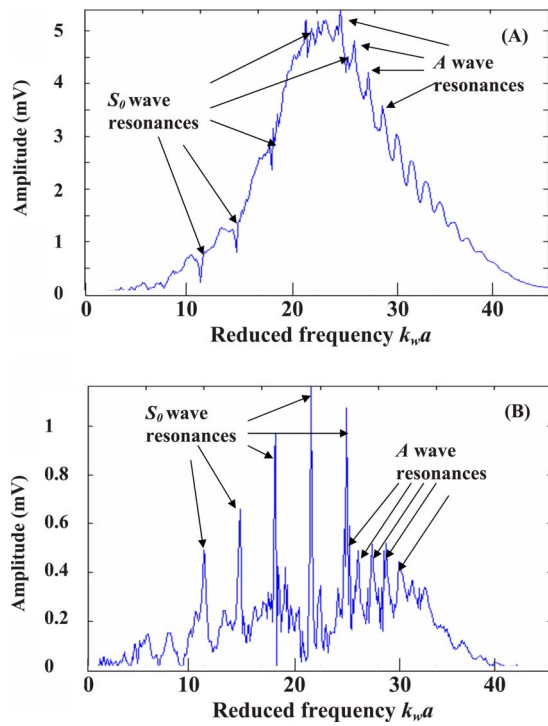 (A)
5
4
3
2
1
0
Amplitude (mV)
S0 wave
resonances
A wave
resonances
0 10 20 30 40
Reduced frequency kwa
(B)
1
0.8
0.6
0.4
0.2
0
Amplitude (mV)
S0 wave
resonances
A wave
resonances
0 10 20 30 40
Reduced frequency kwa